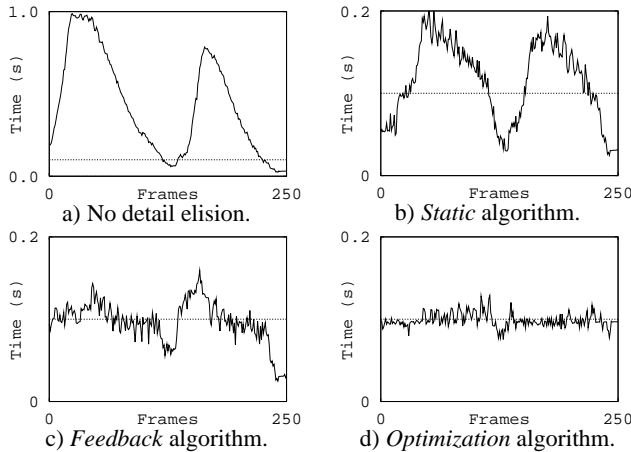 1.0
Time (s)
0.0
0
Frames
250
a) No detail elision.
0.2
Time (s)
0
0
Frames
250
b) Static algorithm.
0.2
Time (s)
0
0
Frames
250
c) Feedback algorithm.
0.2
Time (s)
0
0
Frames
250
d) Optimization algorithm.